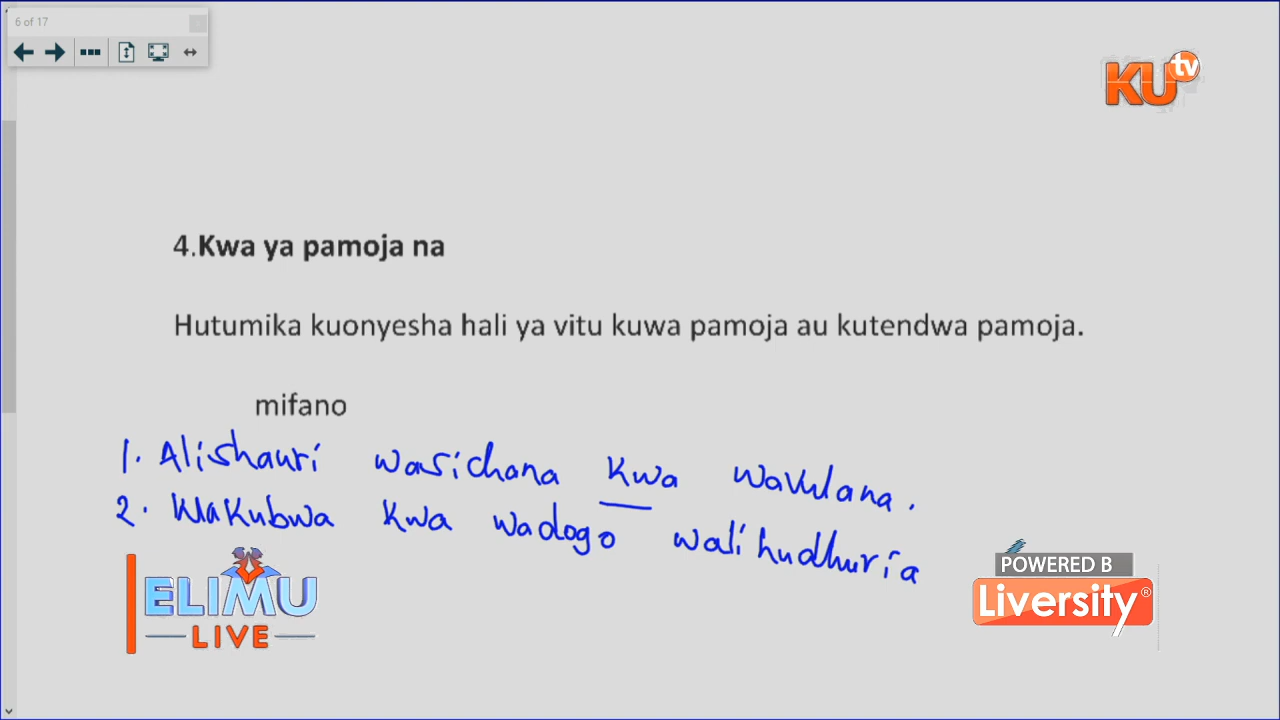 6 of 17
KU tv
4.Kwa ya pamoja na
Hutumika kuonyesha hali ya vitu kuwa pamoja au kutendwa pamoja.
mifano
1. Alishauri wasichana kwa wavulana.
2. Wakubwa kwa wadogo walihudhuria
ELIMU
LIVE
POWERED B
Liversity®